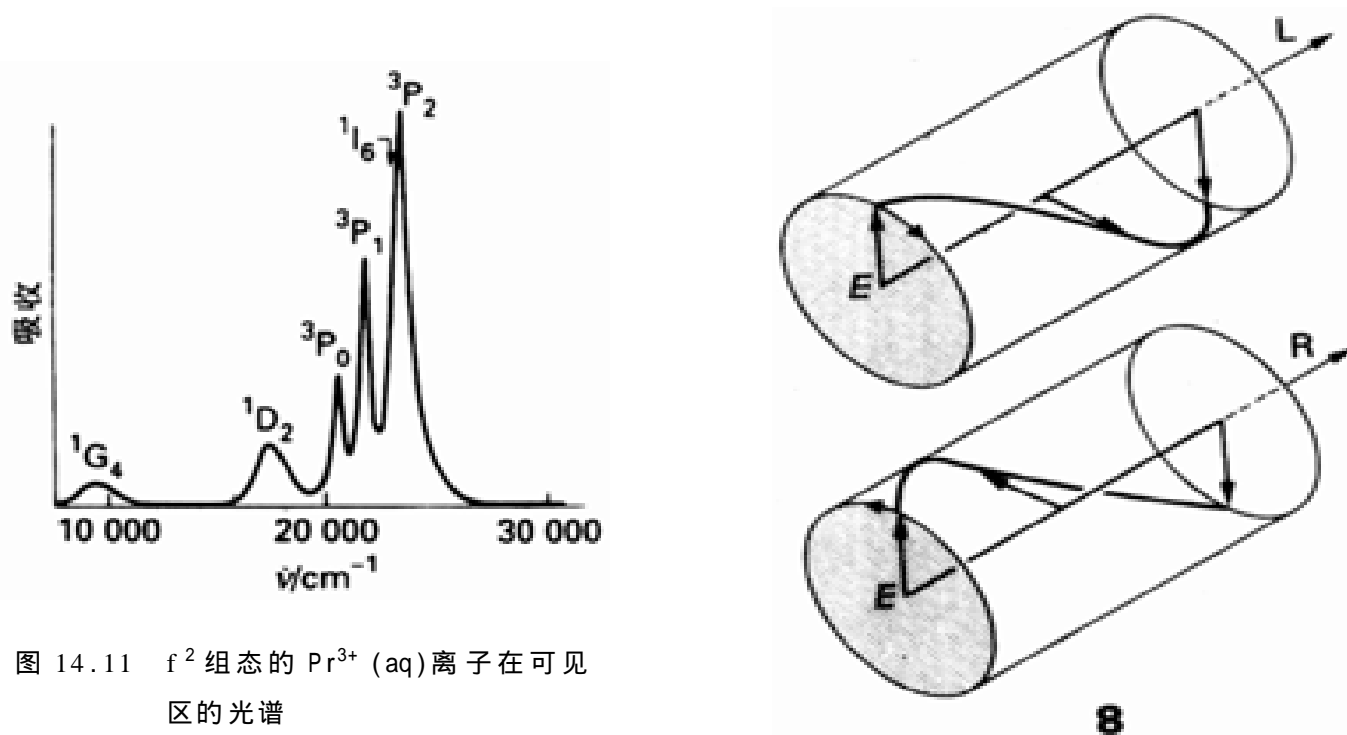 ³P₂
¹I₆
³P₁
³P₀
¹D₂
¹G₄
吸收
10 000 20 000 30 000
ṽ/cm⁻¹
图 14.11 f ² 组态的 Pr³⁺ (aq)离子在可见
区的光谱
L
E
R
E
8